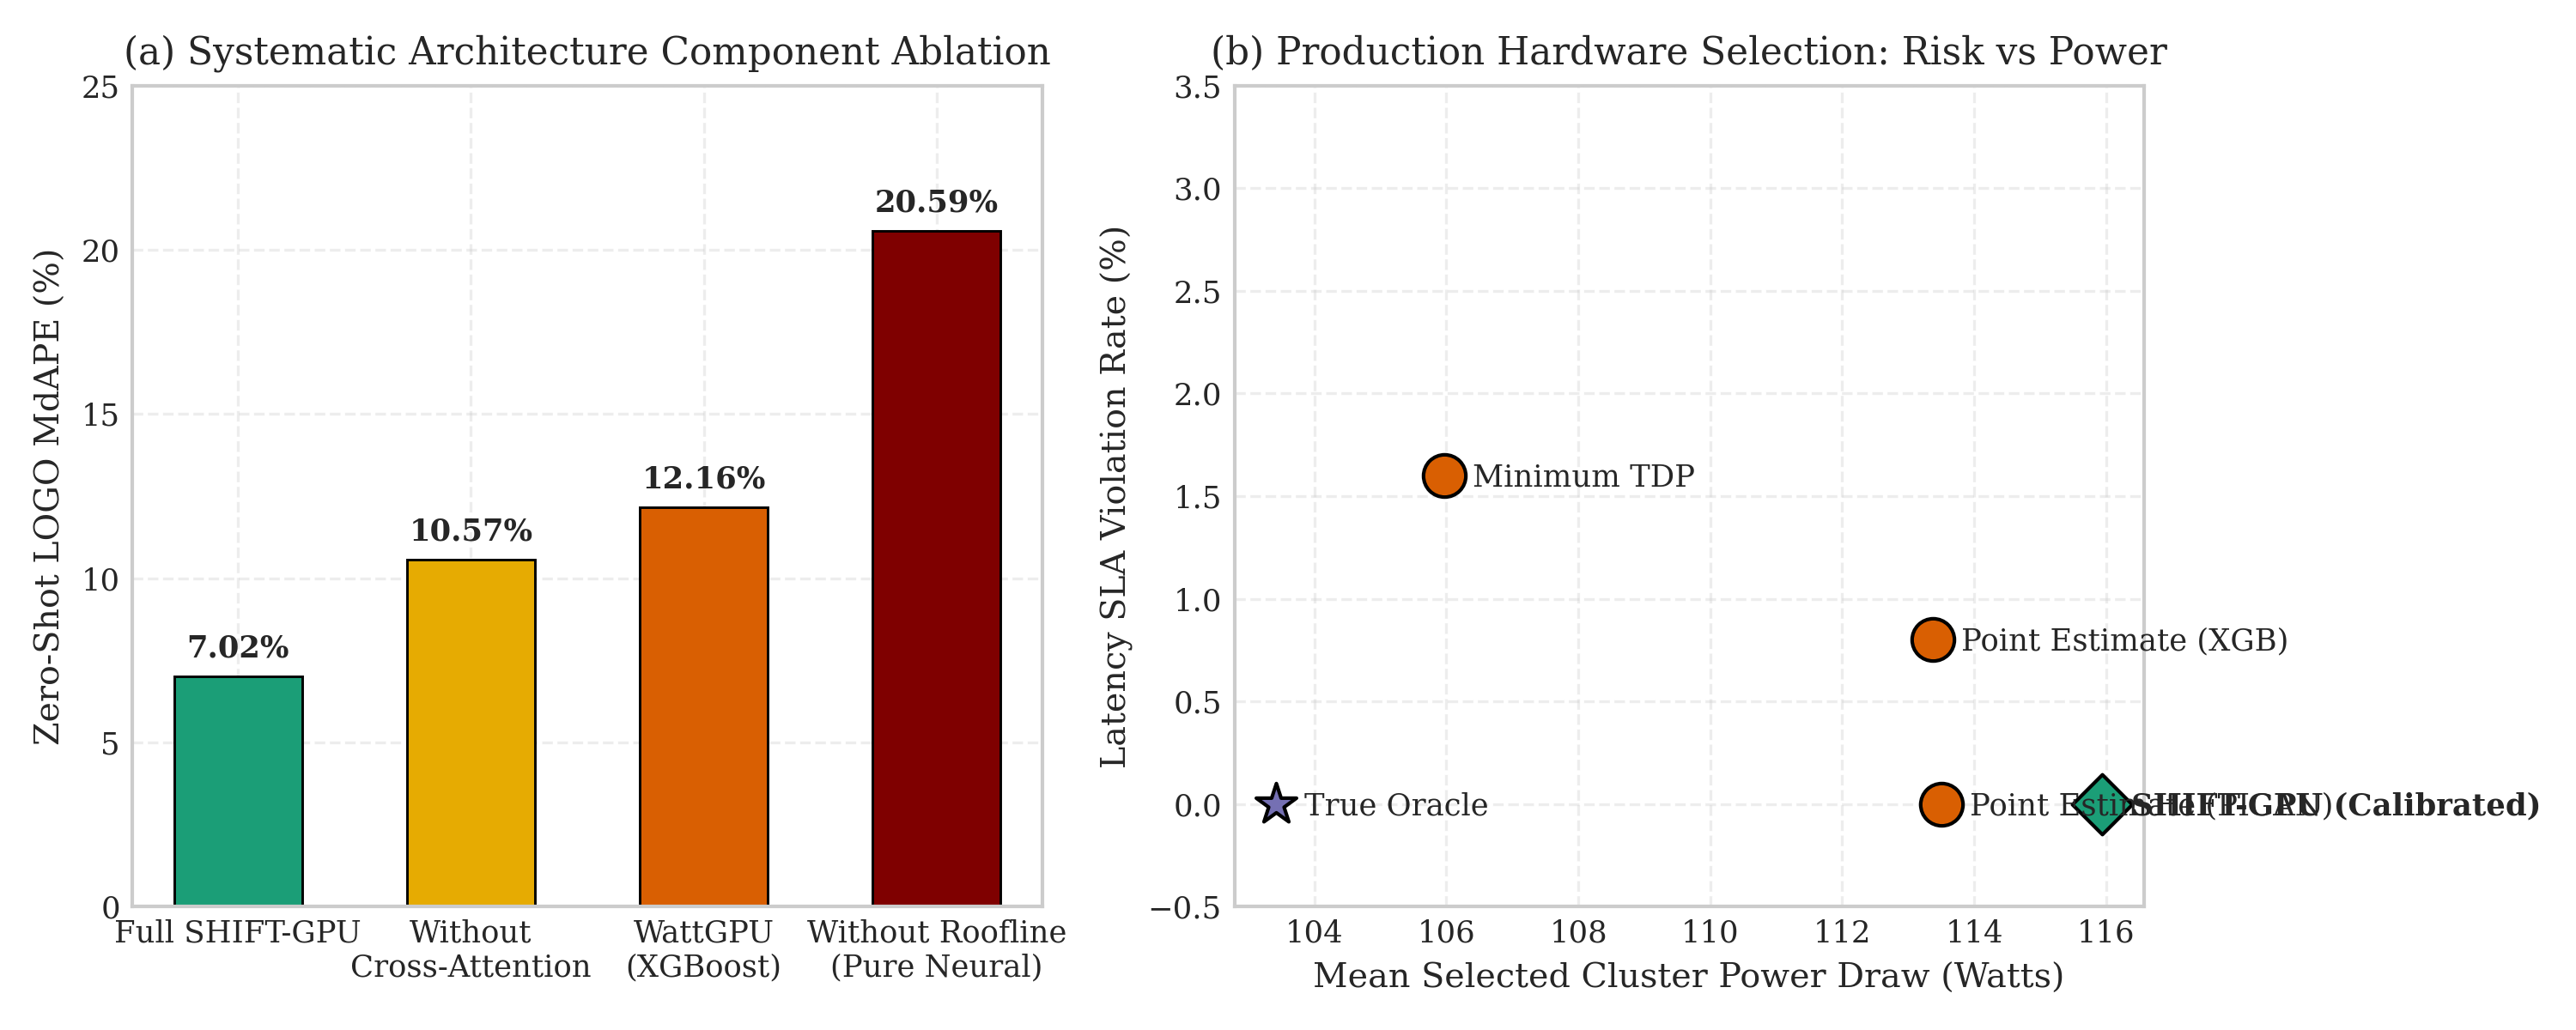 (a) Systematic Architecture Component Ablation
Zero-Shot LOGO MdAPE (%)
25
20
15
10
5
0
7.02%
10.57%
12.16%
20.59%
Full SHIFT-GPU
Without
Cross-Attention
WattGPU
(XGBoost)
Without Roofline
(Pure Neural)
(b) Production Hardware Selection: Risk vs Power
Latency SLA Violation Rate (%)
3.5
3.0
2.5
2.0
1.5
1.0
0.5
0.0
−0.5
Minimum TDP
Point Estimate (XGB)
True Oracle
Point Estimate
SHIFT-GPU (Calibrated)
104
106
108
110
112
114
116
Mean Selected Cluster Power Draw (Watts)